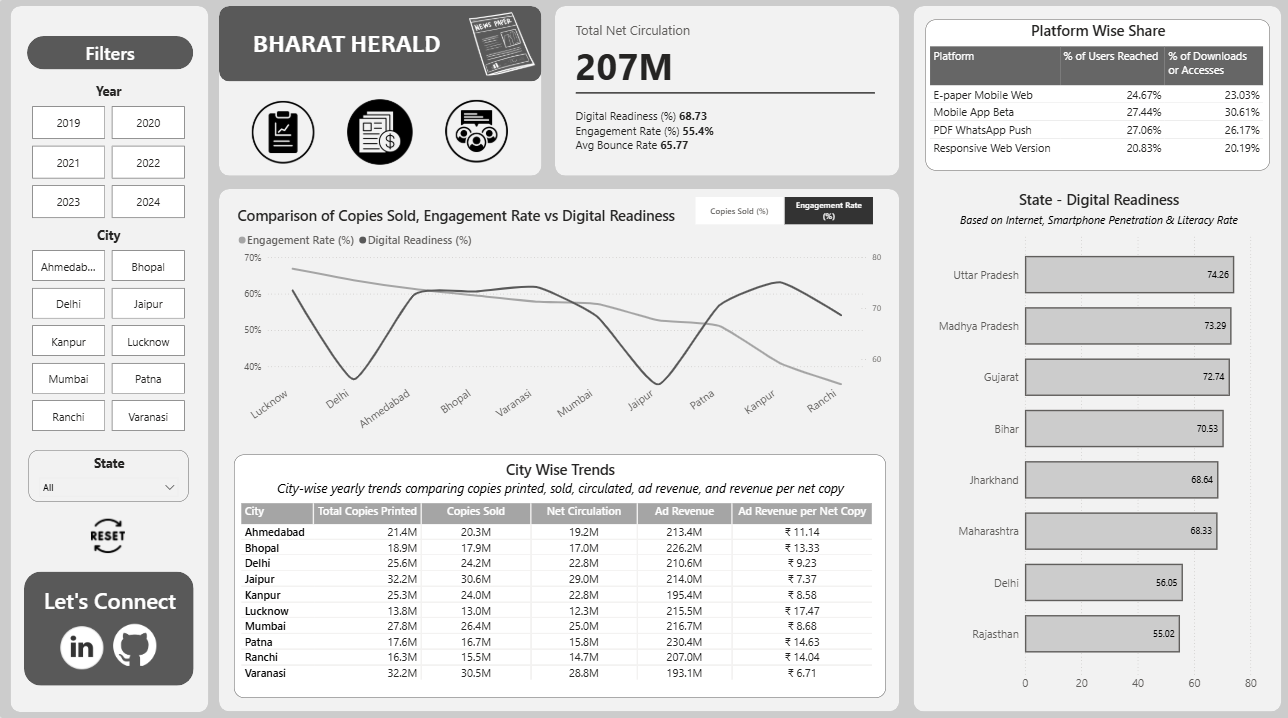 Filters
Year
2019 2020
2021 2022
2023 2024
City
Ahmedab... Bhopal
Delhi Jaipur
Kanpur Lucknow
Mumbai Patna
Ranchi Varanasi
State
All
RESET
Let's Connect
in
BHARAT HERALD
NEWS PAPER
Total Net Circulation
207M
Digital Readiness (%) 68.73
Engagement Rate (%) 55.4%
Avg Bounce Rate 65.77
Comparison of Copies Sold, Engagement Rate vs Digital Readiness
Copies Sold (%)
Engagement Rate
(%)
Engagement Rate (%) Digital Readiness (%)
70% 80
60% 70
50%
40% 60
Lucknow Delhi Ahmedabad Bhopal Varanasi Mumbai Jaipur Patna Kanpur Ranchi
City Wise Trends
City-wise yearly trends comparing copies printed, sold, circulated, ad revenue, and revenue per net copy
City Total Copies Printed Copies Sold Net Circulation Ad Revenue Ad Revenue per Net Copy
Ahmedabad 21.4M 20.3M 19.2M 213.4M ₹ 11.14
Bhopal 18.9M 17.9M 17.0M 226.2M ₹ 13.33
Delhi 25.6M 24.2M 22.8M 210.6M ₹ 9.23
Jaipur 32.2M 30.6M 29.0M 214.0M ₹ 7.37
Kanpur 25.3M 24.0M 22.8M 195.4M ₹ 8.58
Lucknow 13.8M 13.0M 12.3M 215.5M ₹ 17.47
Mumbai 27.8M 26.4M 25.0M 216.7M ₹ 8.68
Patna 17.6M 16.7M 15.8M 230.4M ₹ 14.63
Ranchi 16.3M 15.5M 14.7M 207.0M ₹ 14.04
Varanasi 32.2M 30.5M 28.8M 193.1M ₹ 6.71
Platform Wise Share
Platform % of Users Reached % of Downloads
or Accesses
E-paper Mobile Web 24.67% 23.03%
Mobile App Beta 27.44% 30.61%
PDF WhatsApp Push 27.06% 26.17%
Responsive Web Version 20.83% 20.19%
State - Digital Readiness
Based on Internet, Smartphone Penetration & Literacy Rate
Uttar Pradesh 74.26
Madhya Pradesh 73.29
Gujarat 72.74
Bihar 70.53
Jharkhand 68.64
Maharashtra 68.33
Delhi 56.05
Rajasthan 55.02
0 20 40 60 80